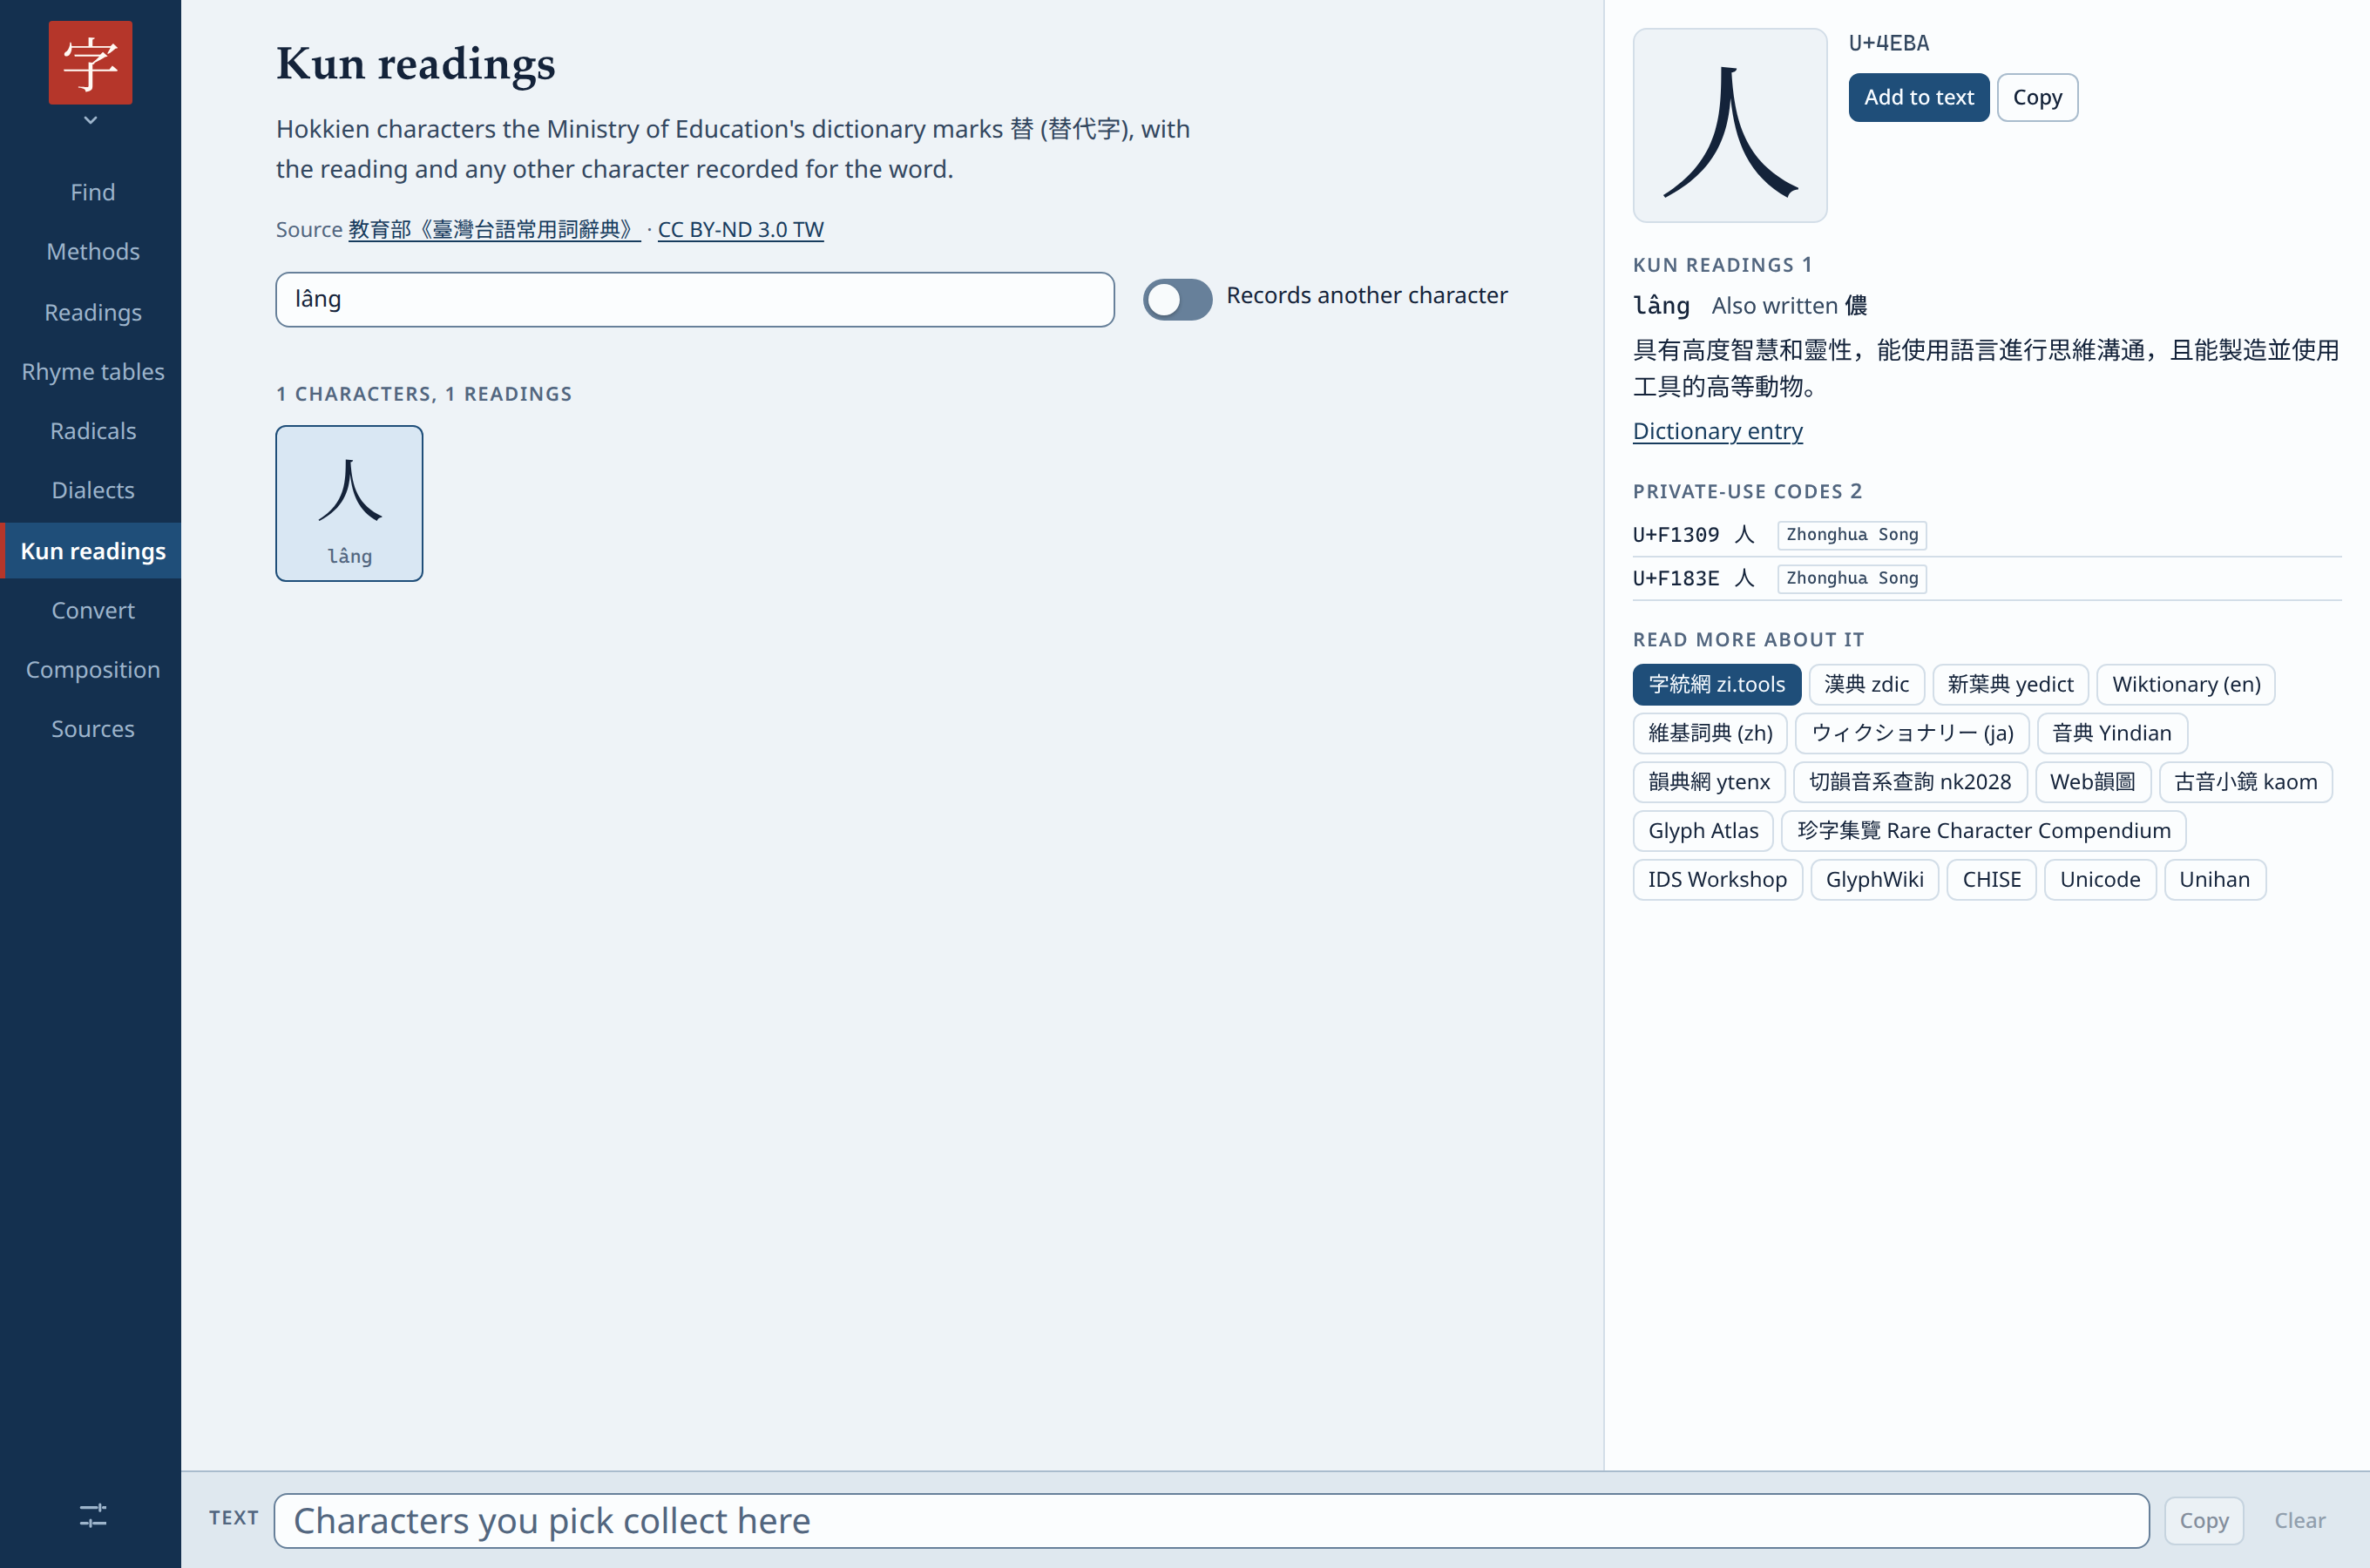 字
Find
Methods
Readings
Rhyme tables
Radicals
Dialects
Kun readings
Convert
Composition
Sources
Kun readings
Hokkien characters the Ministry of Education's dictionary marks 替 (替代字), with
the reading and any other character recorded for the word.
Source 教育部《臺灣台語常用詞辭典》 · CC BY-ND 3.0 TW
lâng
Records another character
1 CHARACTERS, 1 READINGS
人
lâng
人
U+4EBA
Add to text Copy
KUN READINGS 1
lâng Also written 儂
具有高度智慧和靈性，能使用語言進行思維溝通，且能製造並使用
工具的高等動物。
Dictionary entry
PRIVATE-USE CODES 2
U+F1309 人 Zhonghua Song
U+F183E 人 Zhonghua Song
READ MORE ABOUT IT
字統網 zi.tools 漢典 zdic 新葉典 yedict Wiktionary (en)
維基詞典 (zh) ウィクショナリー (ja) 音典 Yindian
韻典網 ytenx 切韻音系查詢 nk2028 Web韻圖 古音小鏡 kaom
Glyph Atlas 珍字集覽 Rare Character Compendium
IDS Workshop GlyphWiki CHISE Unicode Unihan
TEXT Characters you pick collect here Copy Clear